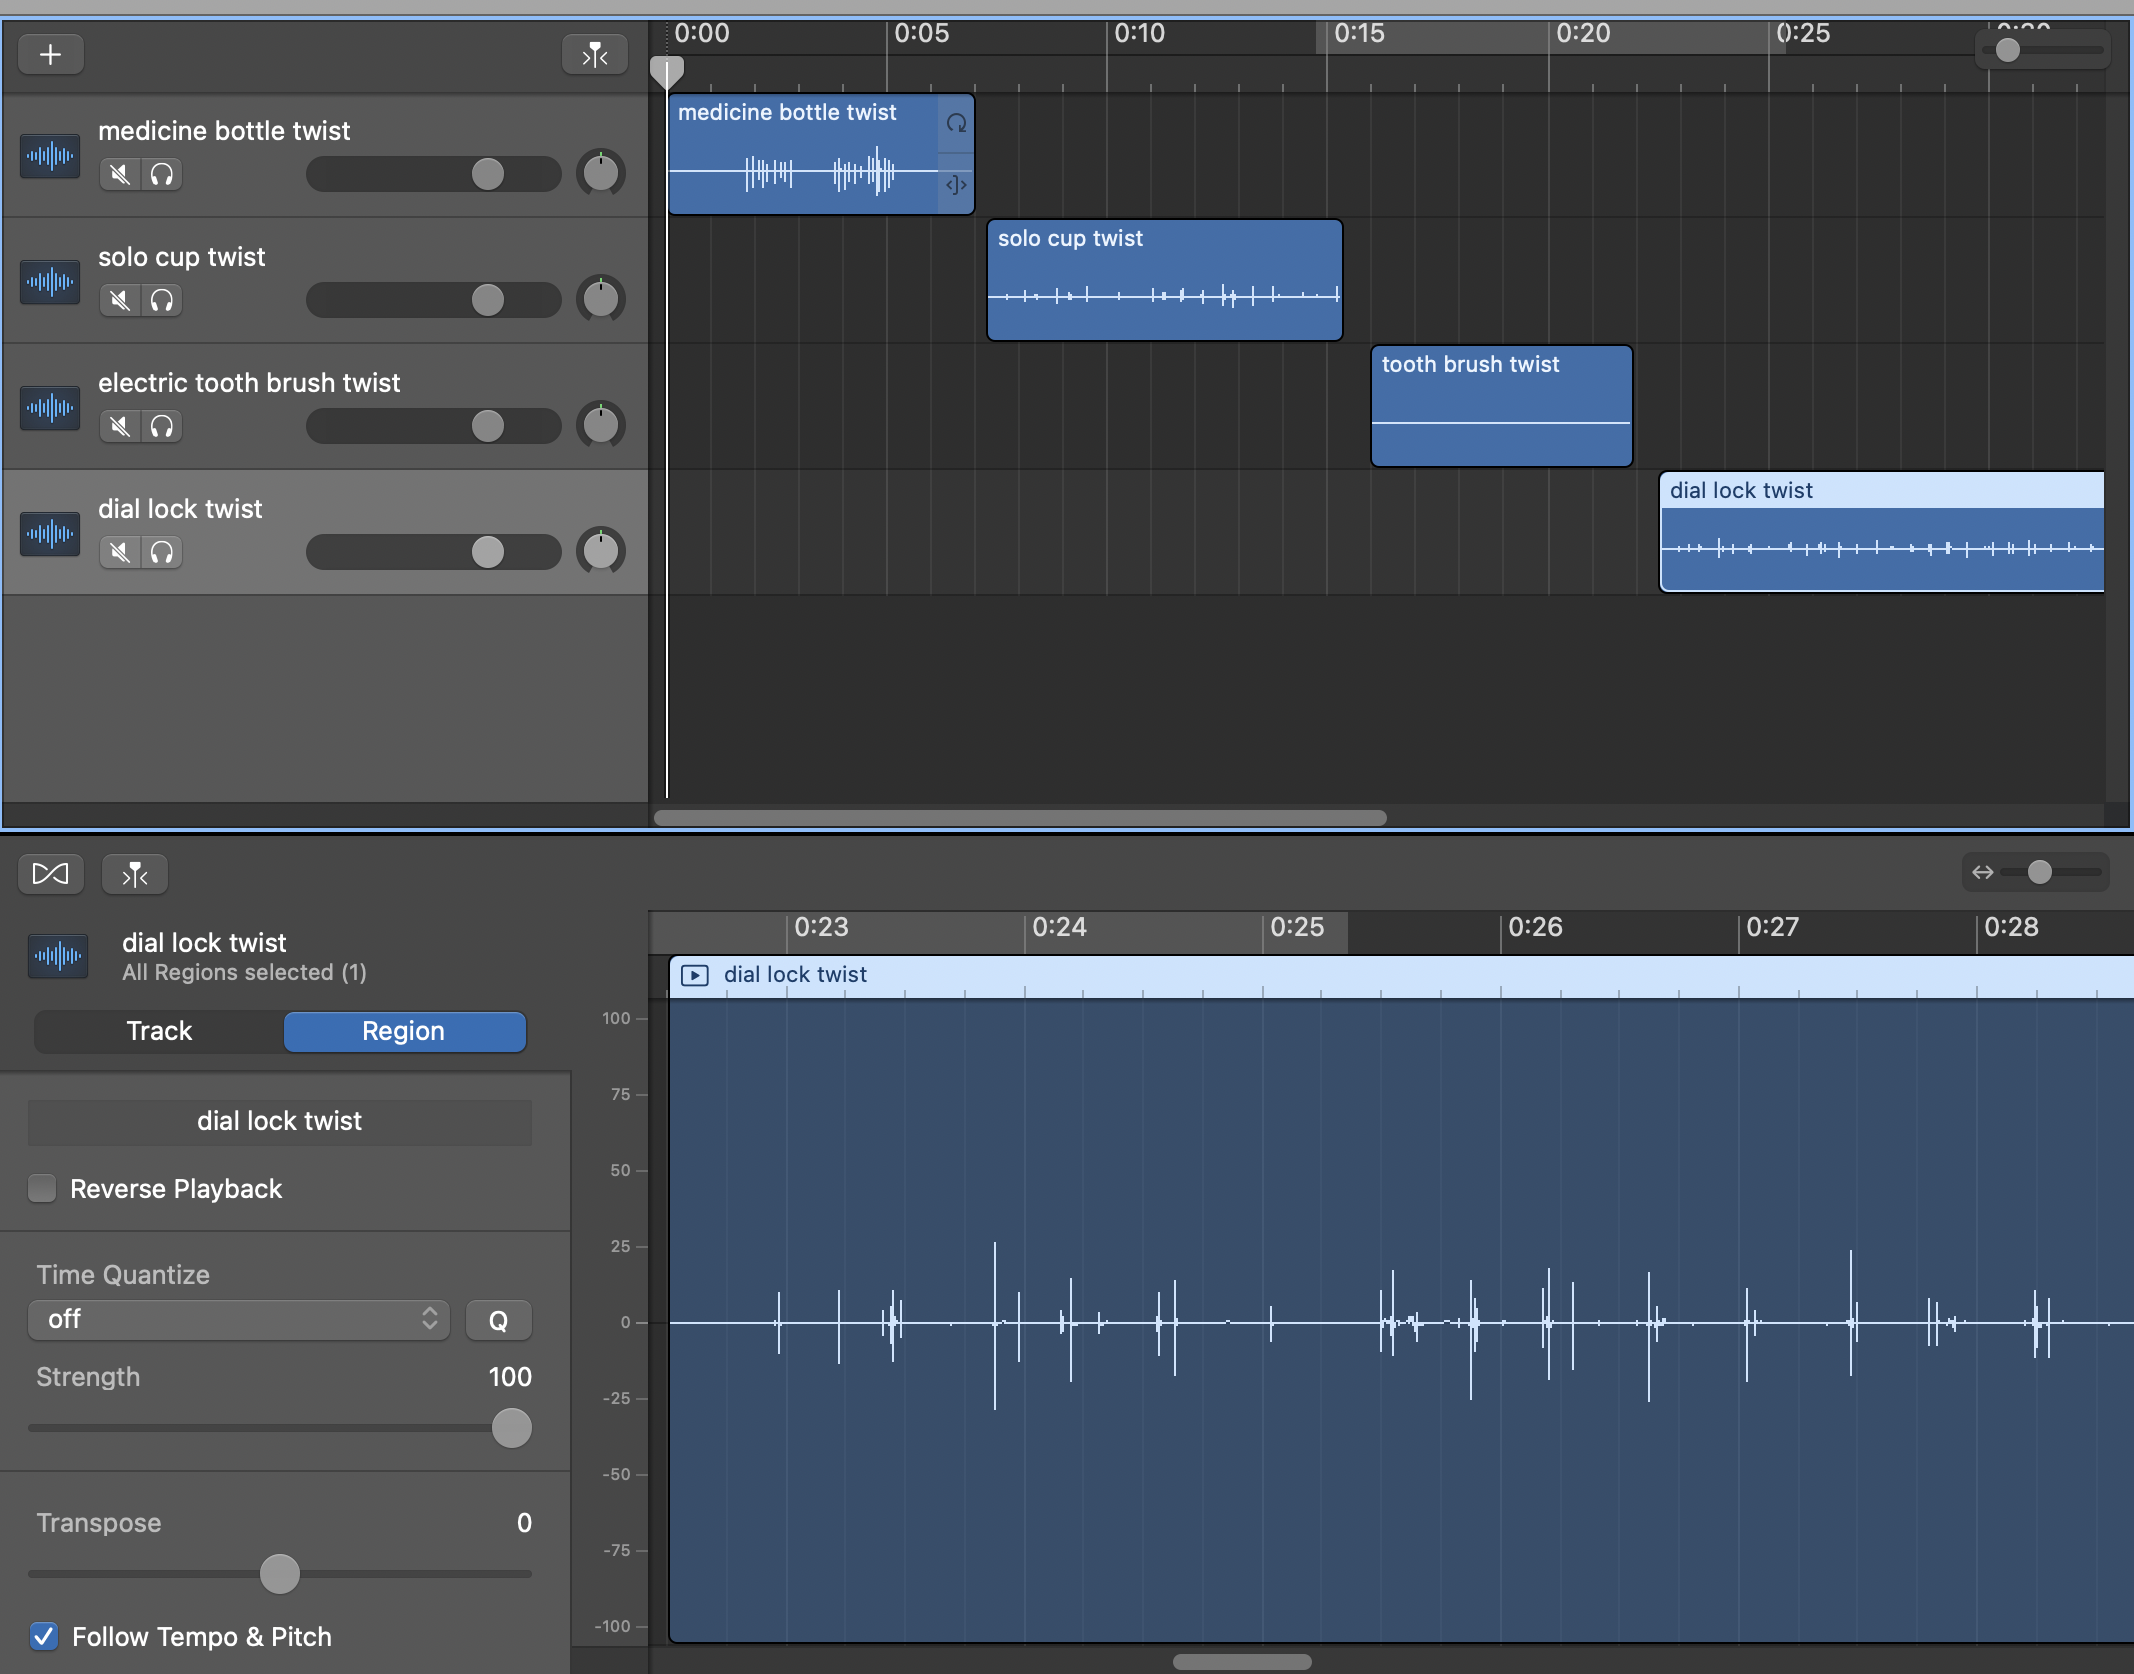 0:00 0:05 0:10 0:15 0:20 0:25
medicine bottle twist
medicine bottle twist
solo cup twist
solo cup twist
electric tooth brush twist
tooth brush twist
dial lock twist
dial lock twist
0:23 0:24 0:25 0:26 0:27 0:28
dial lock twist
All Regions selected (1)
dial lock twist
Track Region
dial lock twist
Reverse Playback
Time Quantize
off Q
Strength 100
Transpose 0
Follow Tempo & Pitch
100
75
50
25
0
-25
-50
-75
-100